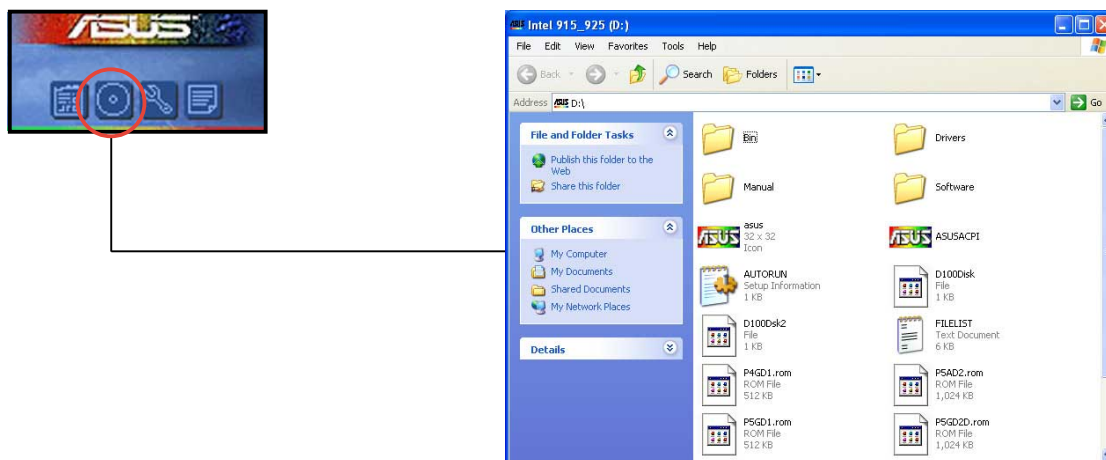 ASUS
Intel 915_925 (D:)
File Edit View Favorites Tools Help
Back Search Folders
Address D:\ Go
File and Folder Tasks
Publish this folder to the
Web
Share this folder
Other Places
My Computer
My Documents
Shared Documents
My Network Places
Details
Bin Drivers
Manual Software
asus
32 x 32
Icon
ASUSACPI
AUTORUN
Setup Information
1 KB
D100Disk
File
1 KB
D100Dsk2
File
1 KB
FILELIST
Text Document
6 KB
P4GD1.rom
ROM File
512 KB
P5AD2.rom
ROM File
1,024 KB
P5GD1.rom
ROM File
512 KB
P5GD2D.rom
ROM File
1,024 KB